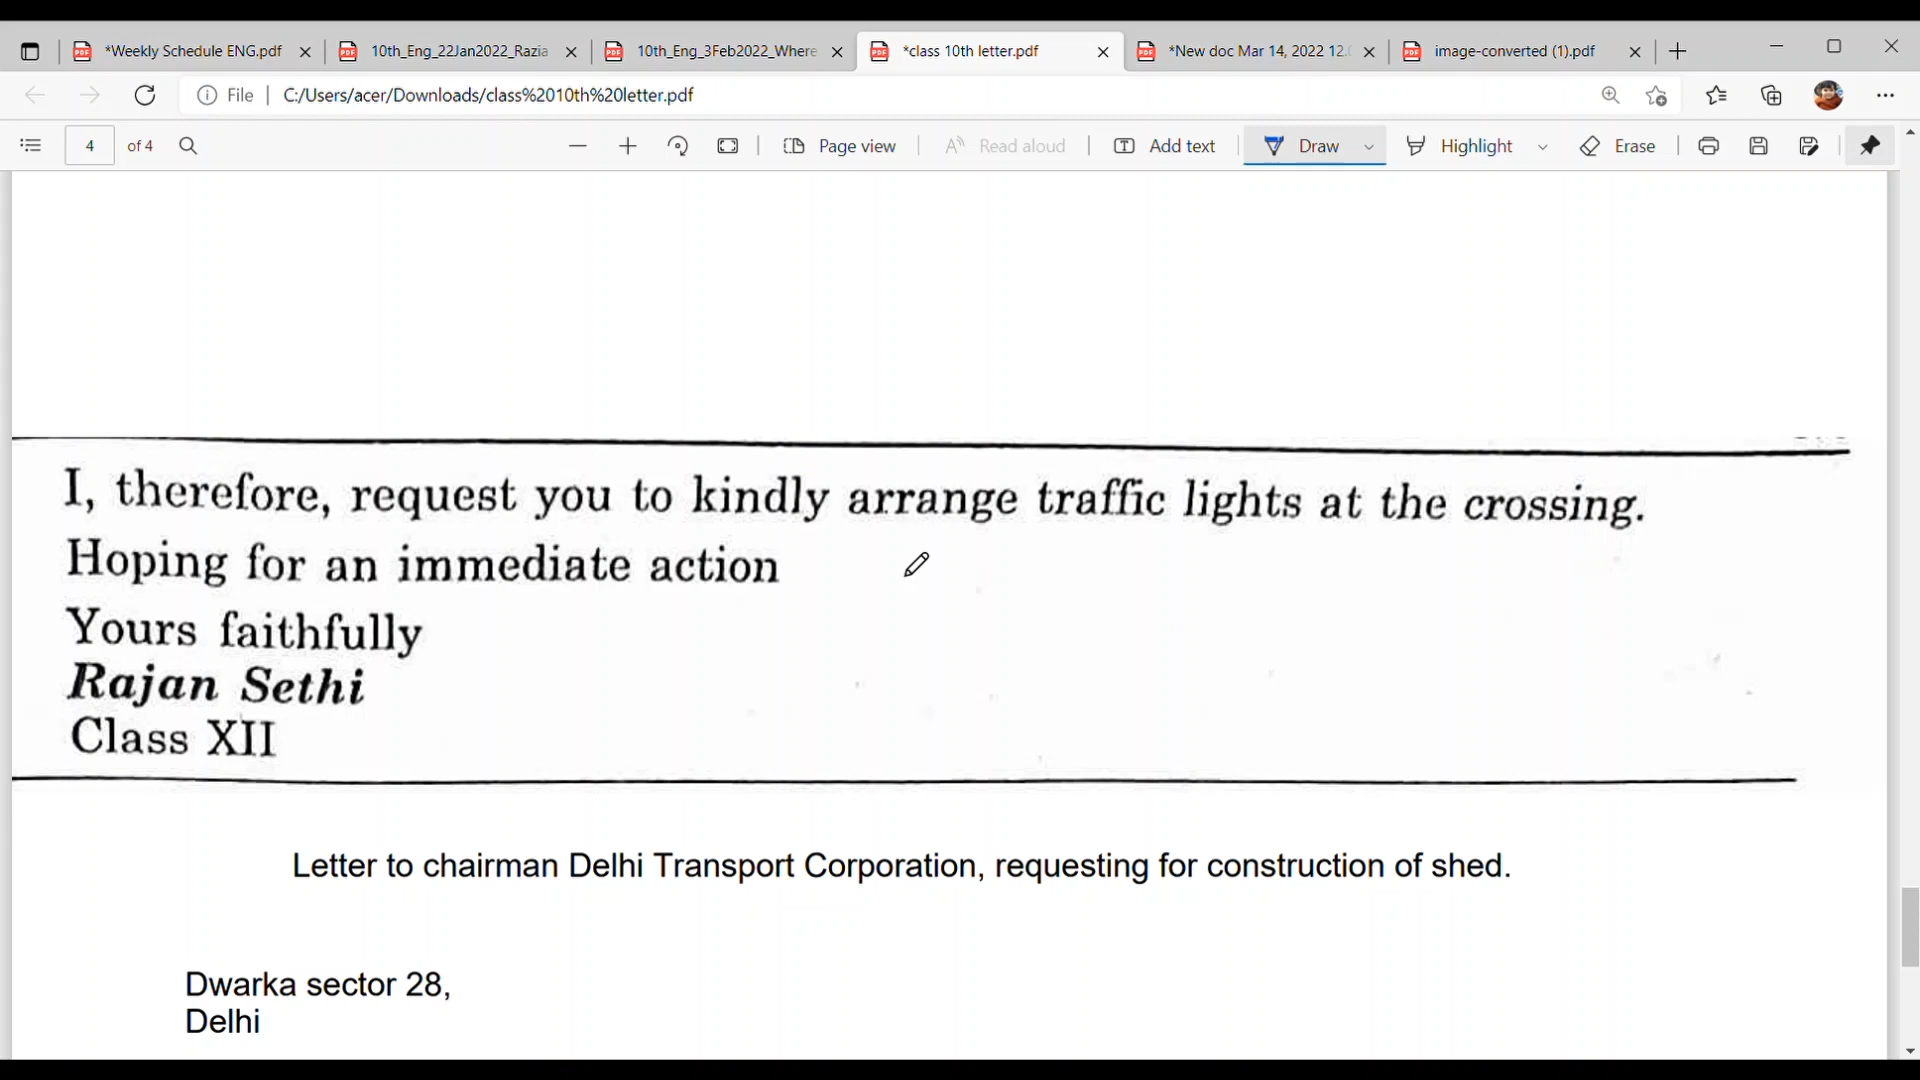 *Weekly Schedule ENG.pdf
10th_Eng_22Jan2022_Razia
10th_Eng_3Feb2022_Where
*class 10th letter.pdf
*New doc Mar 14, 2022 12.
image-converted (1).pdf
File
C:/Users/acer/Downloads/class%2010th%20letter.pdf
4 of 4
Page view
Read aloud
Add text
Draw
Highlight
Erase
I, therefore, request you to kindly arrange traffic lights at the crossing.
Hoping for an immediate action
Yours faithfully
Rajan Sethi
Class XII
Letter to chairman Delhi Transport Corporation, requesting for construction of shed.
Dwarka sector 28,
Delhi